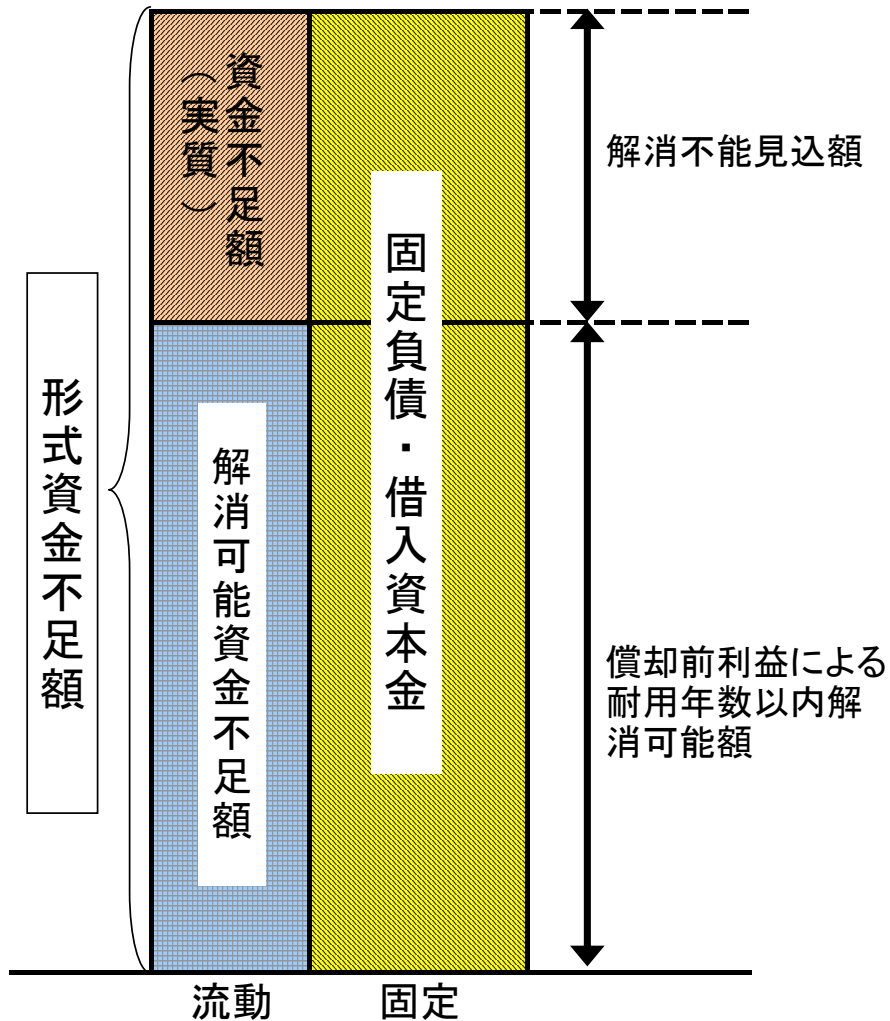 形式資金不足額
資金不足額
（実質）
解消可能資金不足額
固定負債・借入資本金
解消不能見込額
償却前利益による
耐用年数以内解
消可能額
流動
固定